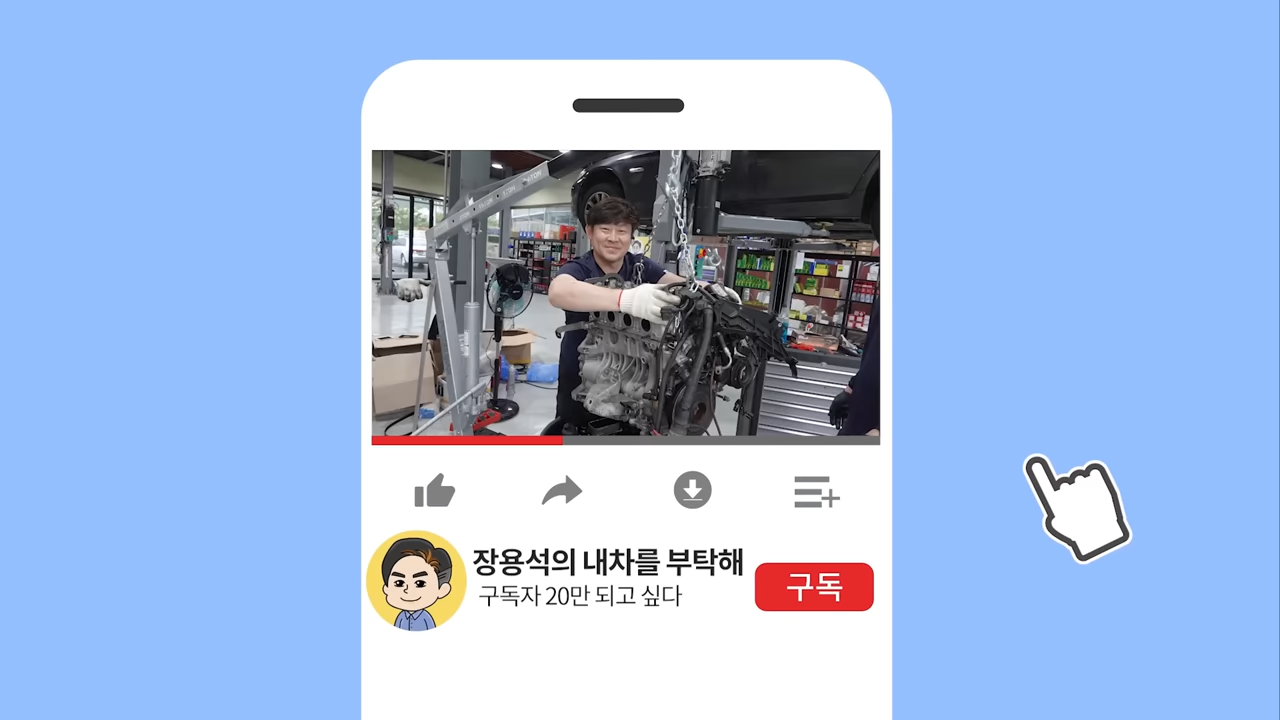 장용석의 내차를 부탁해
구독자 20만 되고 싶다
구독